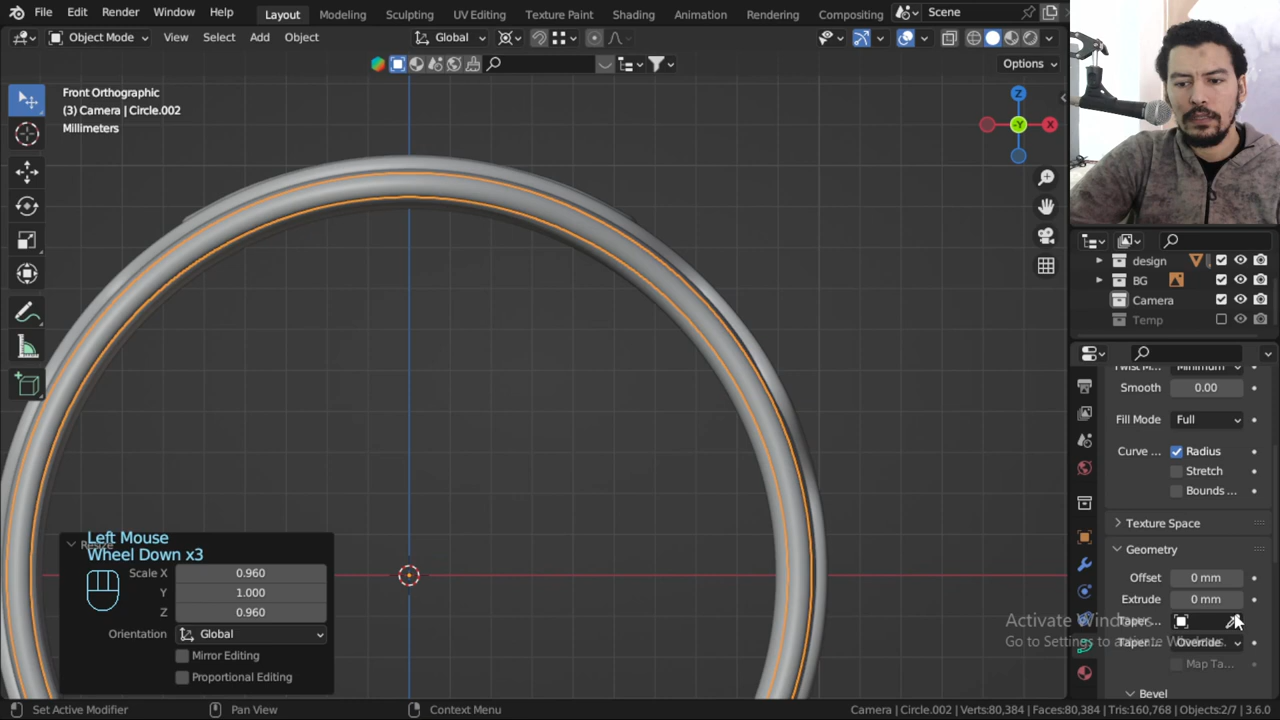 File Edit Render Window Help Layout Modeling Sculpting UV Editing Texture Paint Shading Animation Rendering Compositing Scene
Object Mode View Select Add Object Global
Options
Front Orthographic
(3) Camera | Circle.002
Millimeters
Z
-Y
X
design
BG
Camera
Temp
Minimum
Smooth 0.00
Fill Mode Full
Curve ... Radius
Stretch
Bounds ...
Texture Space
Geometry
Offset 0 mm
Extrude 0 mm
Taper...
Taper... Override
Map Ta...
Bevel
Left Mouse
Wheel Down x3
Scale X 0.960
Y 1.000
Z 0.960
Orientation Global
Mirror Editing
Proportional Editing
Activate Windows
Go to Settings to activate Windows.
Set Active Modifier Pan View Context Menu Camera | Circle.002 | Verts:80,384 | Faces:80,384 | Tris:160,768 | Objects:2/7 | 3.6.0